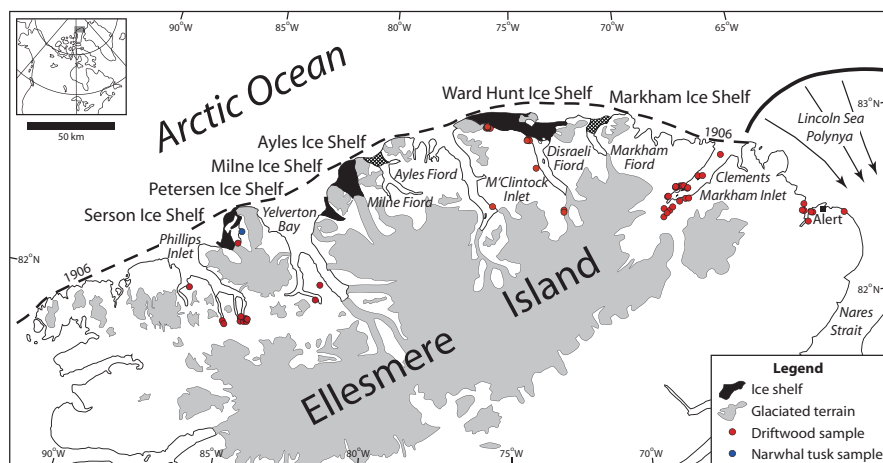 90°W
85°W
80°W
75°W
70°W
65°W
83°N
50 km
Arctic Ocean
Ward Hunt Ice Shelf
Markham Ice Shelf
Lincoln Sea
Polynya
1906
Ayles Ice Shelf
Disraeli
Fiord
Markham
Fiord
Milne Ice Shelf
Ayles Fiord
M'Clintock
Inlet
Clements
Markham Inlet
Petersen Ice Shelf
Milne Fiord
Serson Ice Shelf
Yelverton
Bay
Alert
Phillips
Inlet
82°N
1906
82°N
Ellesmere Island
Nares
Strait
Legend
Ice shelf
Glaciated terrain
Driftwood sample
Narwhal tusk sample
90°W
85°W
80°W
75°W
70°W